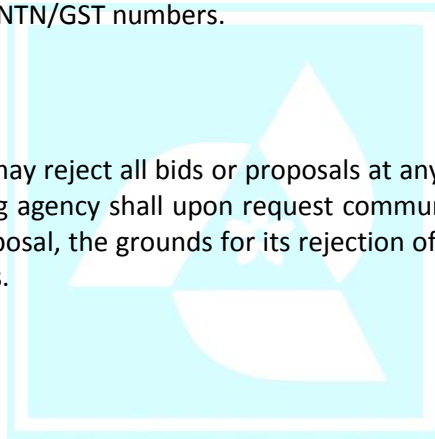 NTN/GST numbers.
may reject all bids or proposals at any
g agency shall upon request commu
posal, the grounds for its rejection of
s.